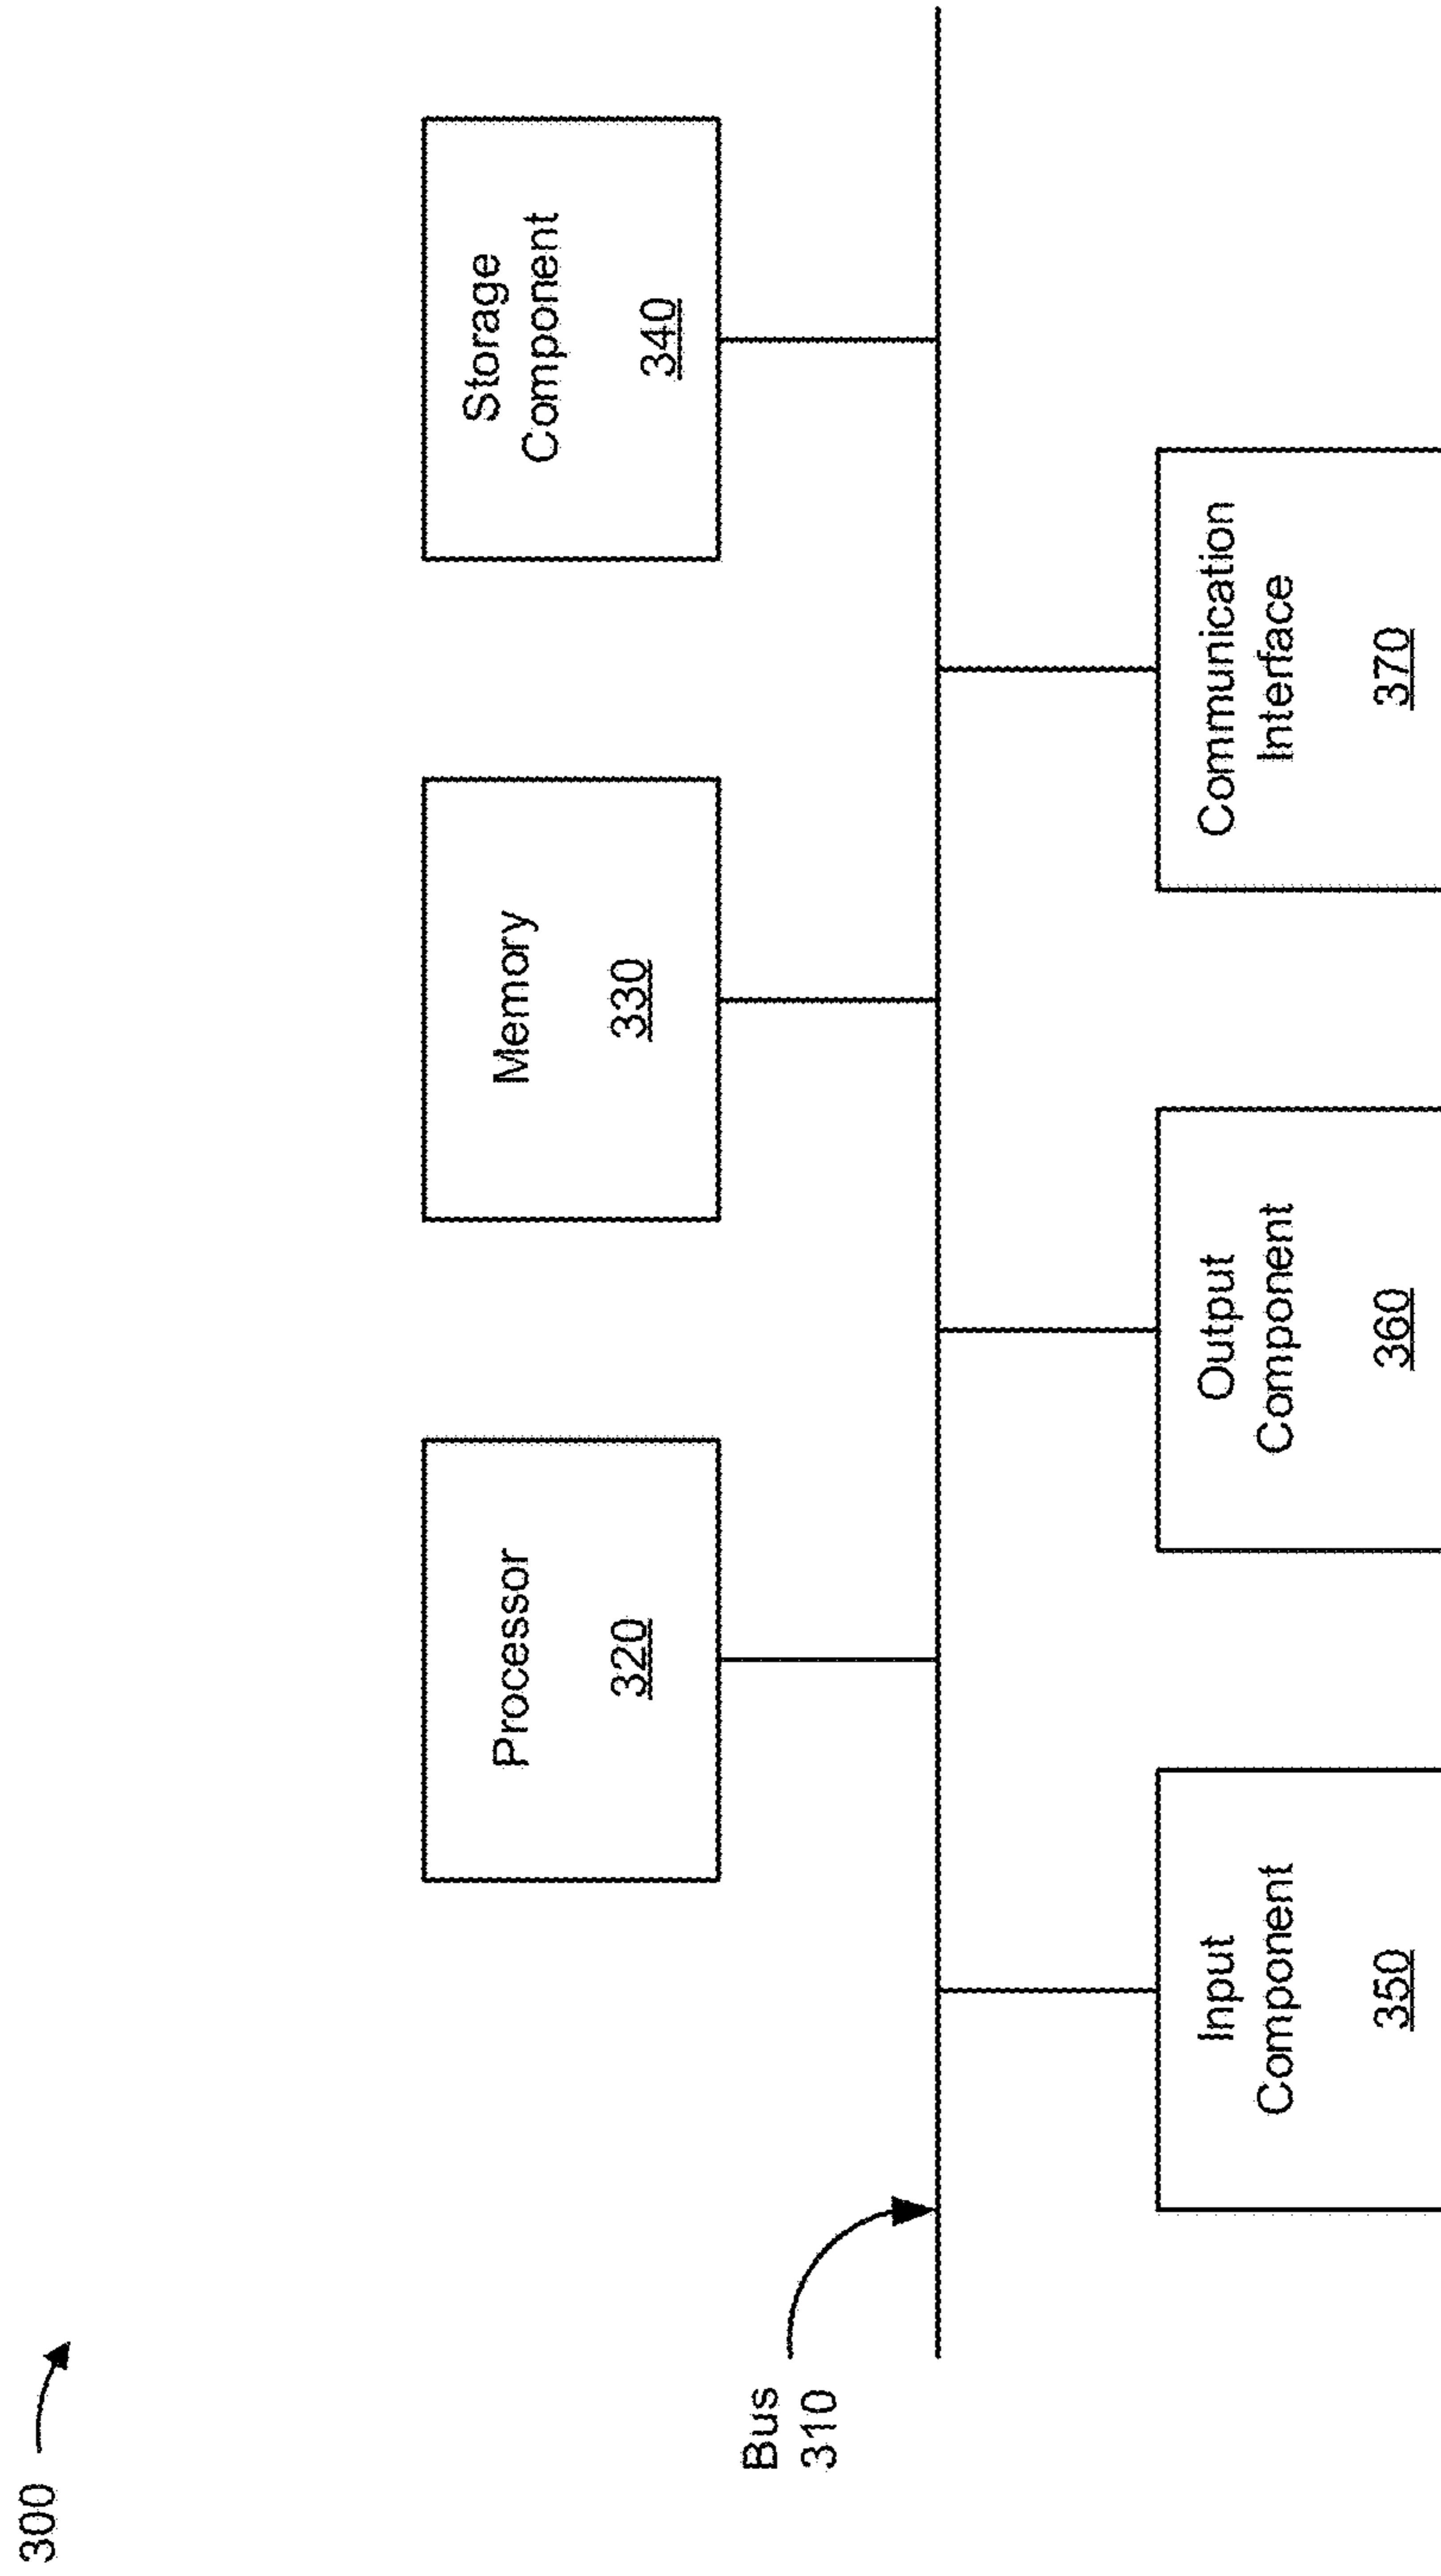 300
Processor
320
Memory
330
Storage
Component
340
Bus
310
Input
Component
350
Output
Component
360
Communication
Interface
370